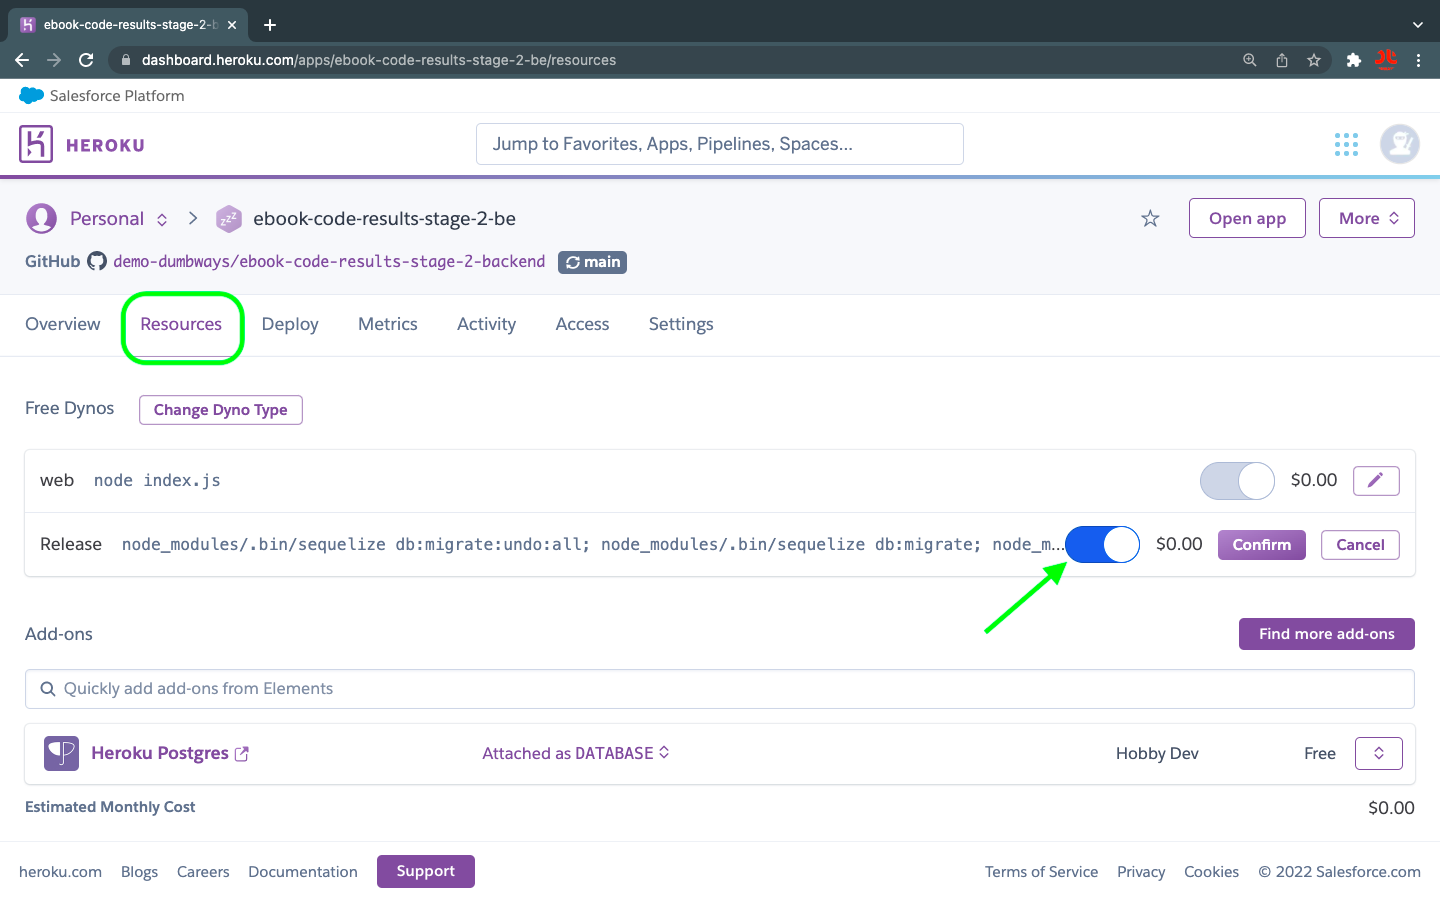 ebook-code-results-stage-2-b
dashboard.heroku.com/apps/ebook-code-results-stage-2-be/resources
Salesforce Platform
HEROKU
Jump to Favorites, Apps, Pipelines, Spaces...
Personal
ebook-code-results-stage-2-be
Open app
More
GitHub demo-dumbways/ebook-code-results-stage-2-backend main
Overview Resources Deploy Metrics Activity Access Settings
Free Dynos Change Dyno Type
web node index.js $0.00
Release node_modules/.bin/sequelize db:migrate:undo:all; node_modules/.bin/sequelize db:migrate; node_m... $0.00 Confirm Cancel
Add-ons Find more add-ons
Quickly add add-ons from Elements
Heroku Postgres Attached as DATABASE Hobby Dev Free
Estimated Monthly Cost $0.00
heroku.com Blogs Careers Documentation Support Terms of Service Privacy Cookies © 2022 Salesforce.com